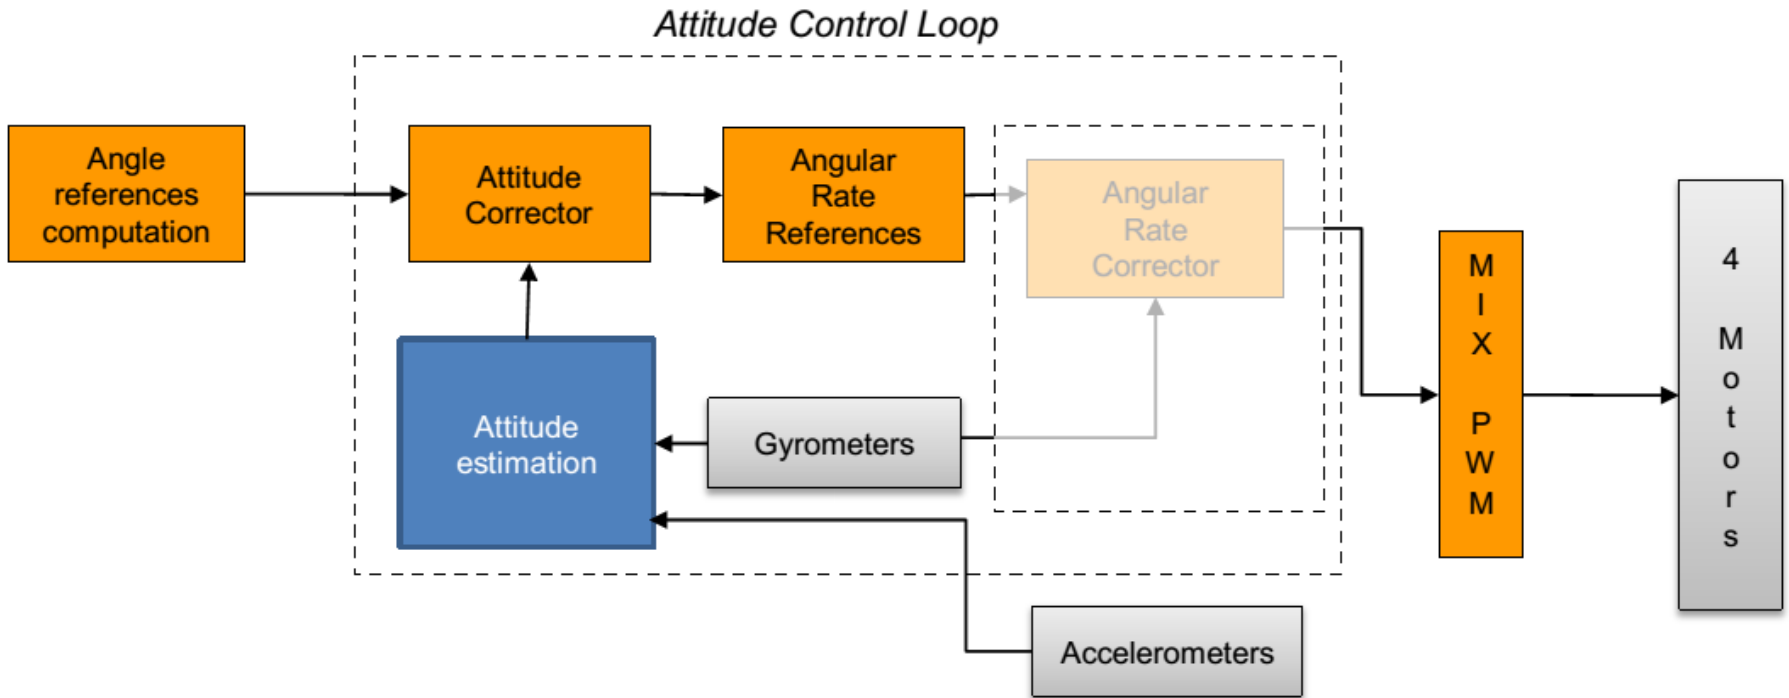 Attitude Control Loop
Angle
references
computation
Attitude
Corrector
Angular
Rate
References
Angular
Rate
Corrector
Attitude
estimation
Gyrometers
Accelerometers
M
I
X
P
W
M
4
M
o
t
o
r
s